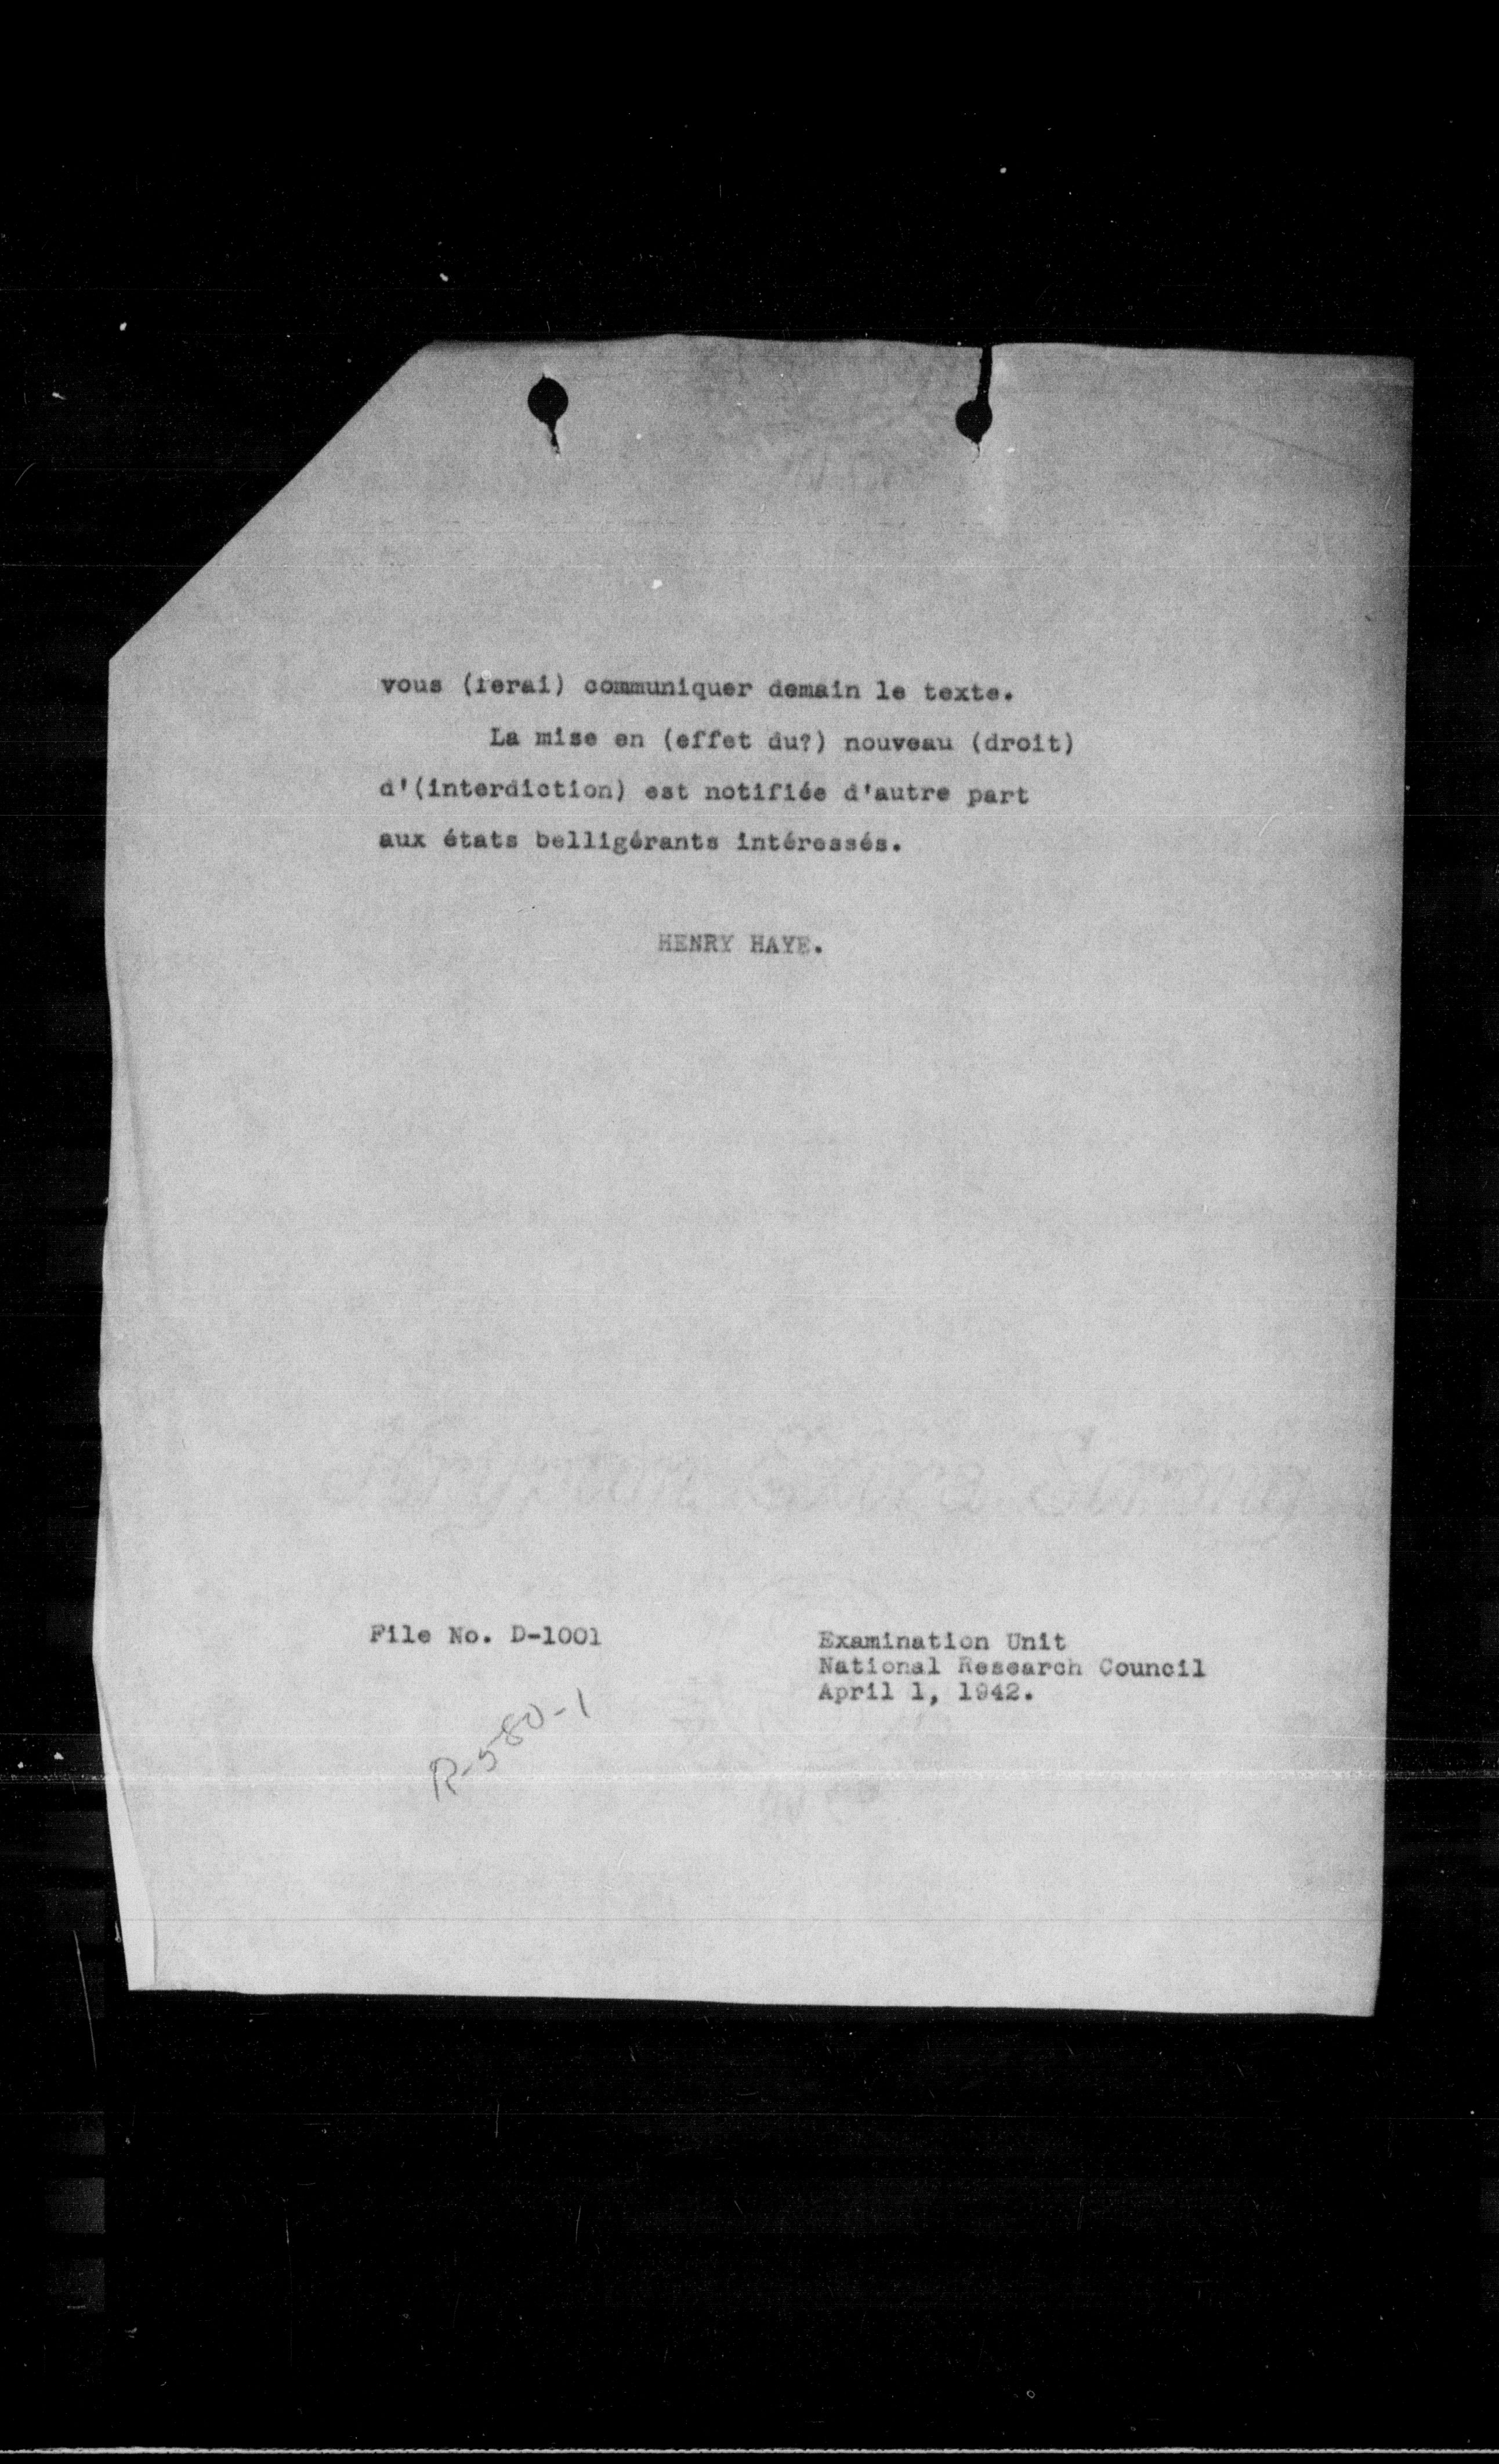 vous (ferai) communiquer demain le texte.
La mise en (effet du?) nouveau (droit)
d'(interdiction) est notifiée d'autre part
aux états belligérants intéressés.
HENRY HAYE.
File No. D-1001
Examination Unit
National Research Council
April 1, 1942.
R-580-1